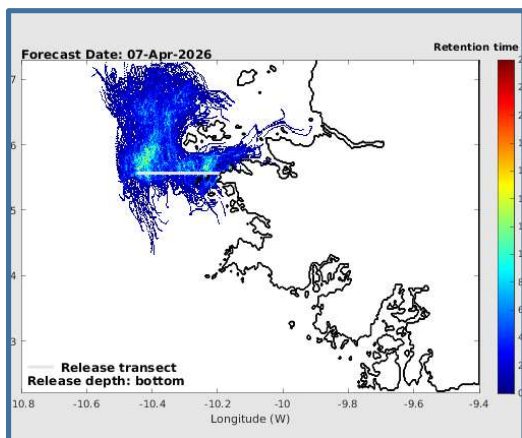 Retention time
Forecast Date: 07-Apr-2026
Release transect
Release depth: bottom
-10.8 -10.6 -10.4 -10.2 -10 -9.8 -9.6 -9.4
Longitude (W)